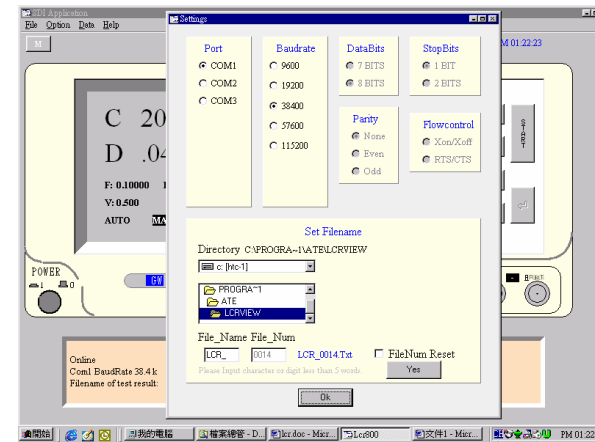 SDI Application
File Option Data Help
M
M 01:22:23
Settings
Port
COM1
COM2
COM3
Baudrate
9600
19200
38400
57600
115200
DataBits
7 BITS
8 BITS
StopBits
1 BIT
2 BITS
Parity
None
Even
Odd
Flowcontrol
Xon/Xoff
RTS/CTS
C 20
D .04
F: 0.10000
V: 0.500
AUTO MA
START
POWER
GW
Set Filename
Directory C:\PROGRA~1\ATE\LCRVIEW
c: [htc-1]
PROGRA~1
ATE
LCRVIEW
File_Name File_Num
LCR_ 0014 LCR_0014.Txt FileNum Reset
Please Input character or digit less than 5 words
Yes
Ok
Online
Com1 BaudRate 38.4 k
Filename of test result:
開始 我的電腦 檔案總管 - D... lcr.doc - Micr... Lcr800 文件1 - Micr... PM 01:22